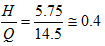 H/Q = 5.75/14.5 ≅ 0.4